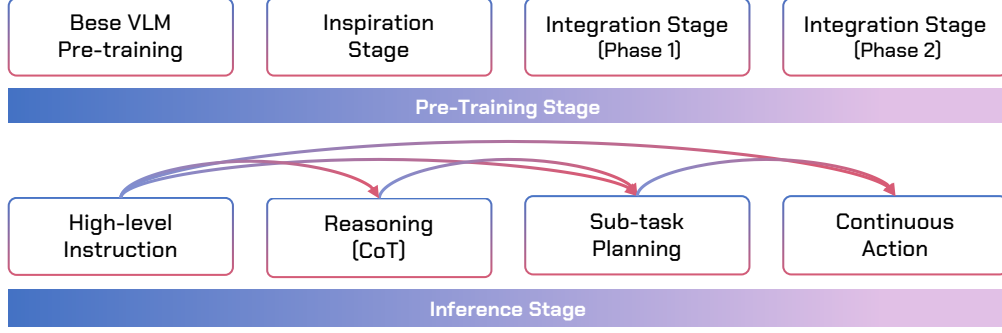 Bese VLM
Pre-training
Inspiration
Stage
Integration Stage
(Phase 1)
Integration Stage
(Phase 2)
Pre-Training Stage
High-level
Instruction
Reasoning
(CoT)
Sub-task
Planning
Continuous
Action
Inference Stage